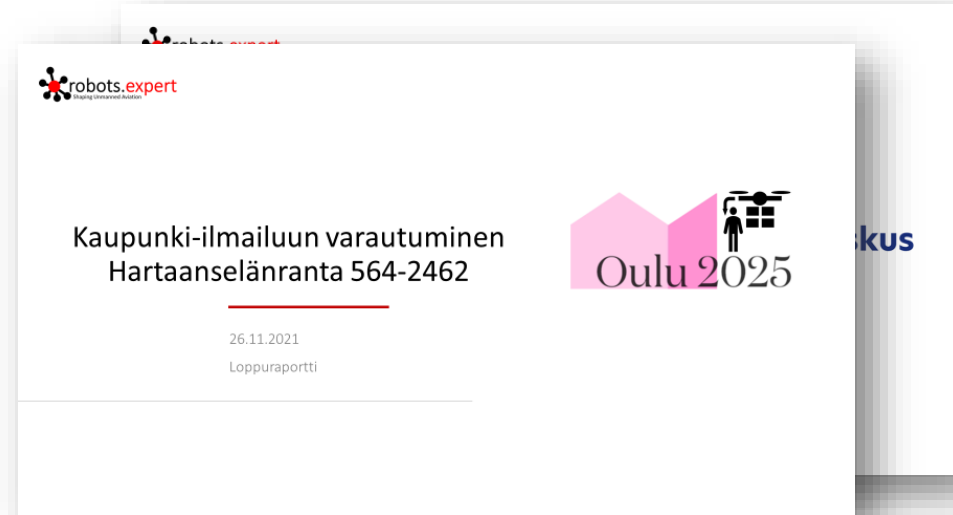 robots.expert
robots.expert
Shaping Unmanned Aviation
Kaupunki-ilmailuun varautuminen
Hartaanselänranta 564-2462
26.11.2021
Loppuraportti
Oulu 2025
skus